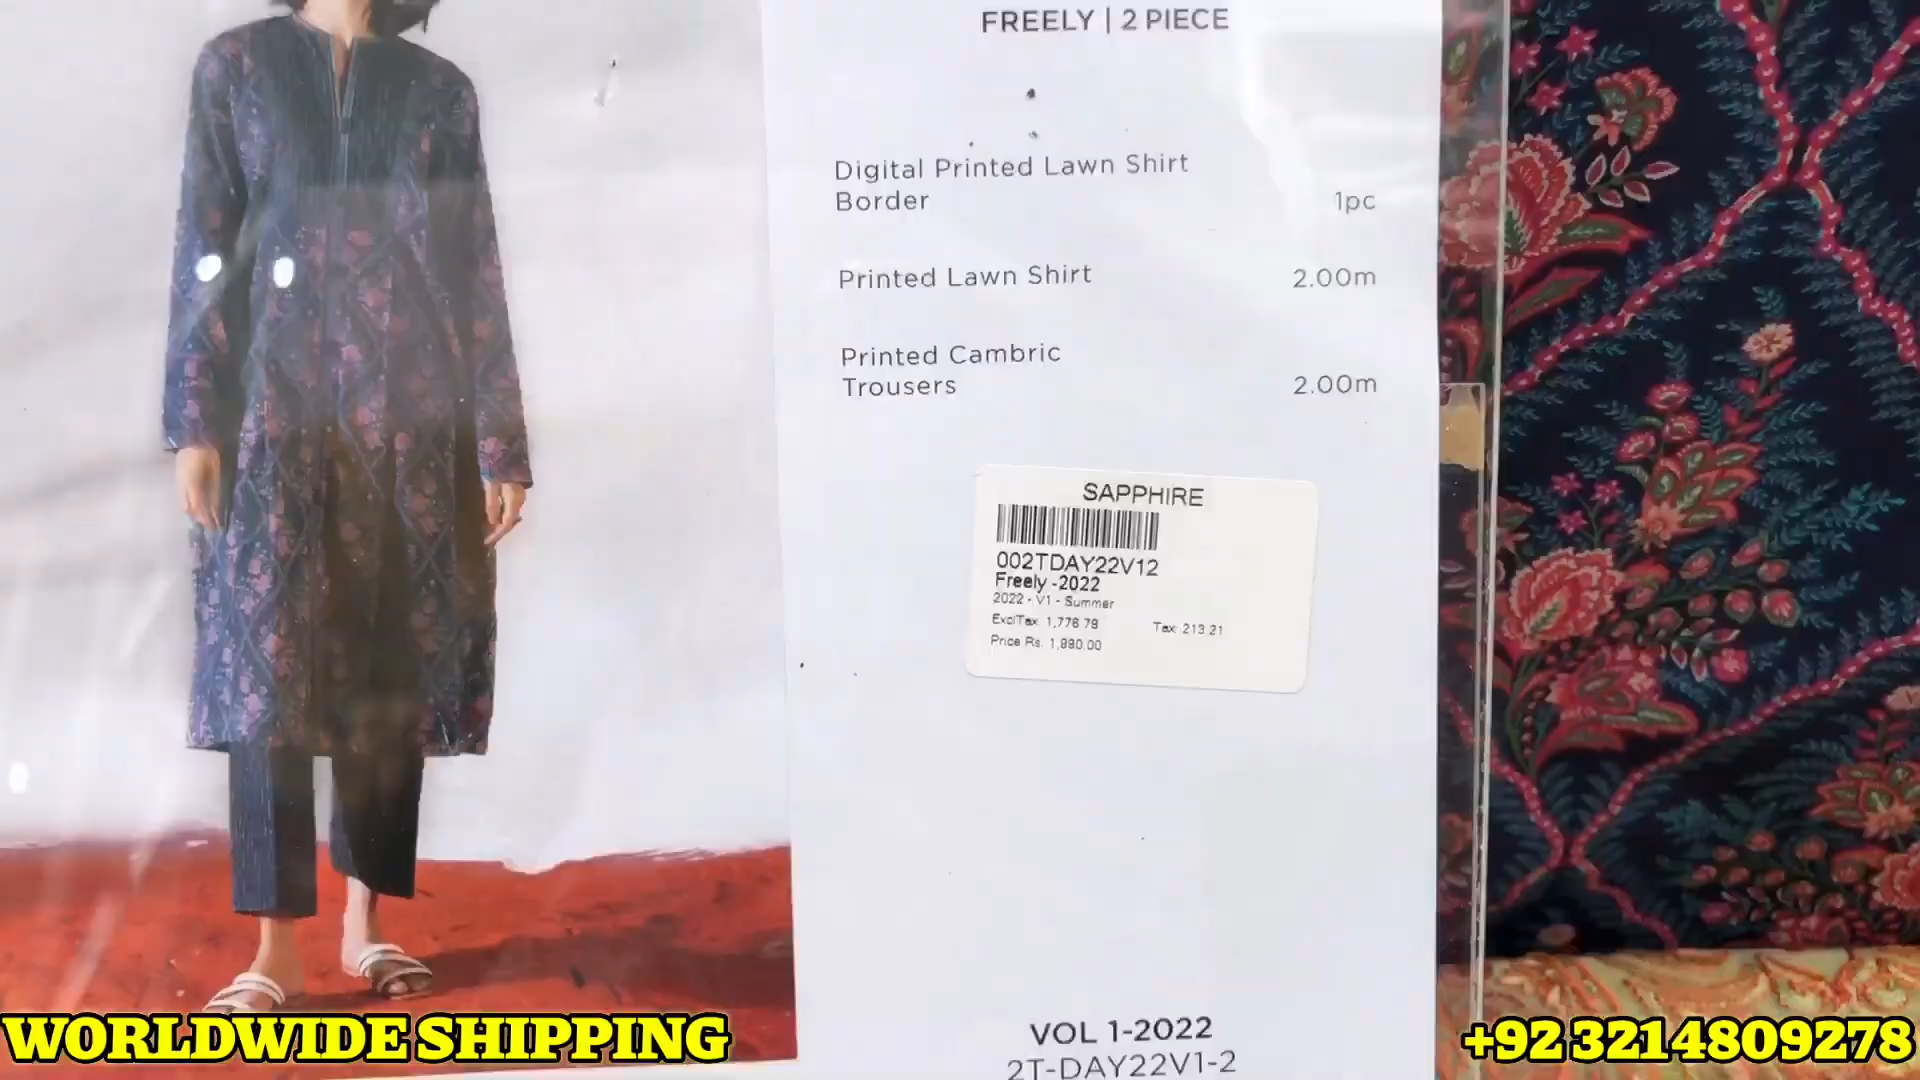 FREELY | 2 PIECE
Digital Printed Lawn Shirt
Border 1pc
Printed Lawn Shirt 2.00m
Printed Cambric
Trousers 2.00m
SAPPHIRE
002TDAY22V12
Freely -2022
2022 - V1 - Summer
ExclTax: 1,776.79 Tax: 213.21
Price Rs. 1,990.00
VOL 1-2022
2T-DAY22V1-2
WORLDWIDE SHIPPING
+92 3214809278